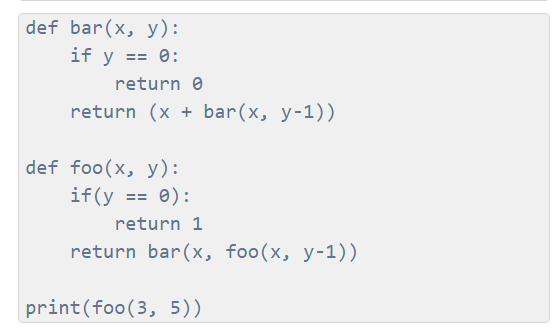 def bar(x, y):
    if y == 0:
        return 0
    return (x + bar(x, y-1))

def foo(x, y):
    if(y == 0):
        return 1
    return bar(x, foo(x, y-1))

print(foo(3, 5))